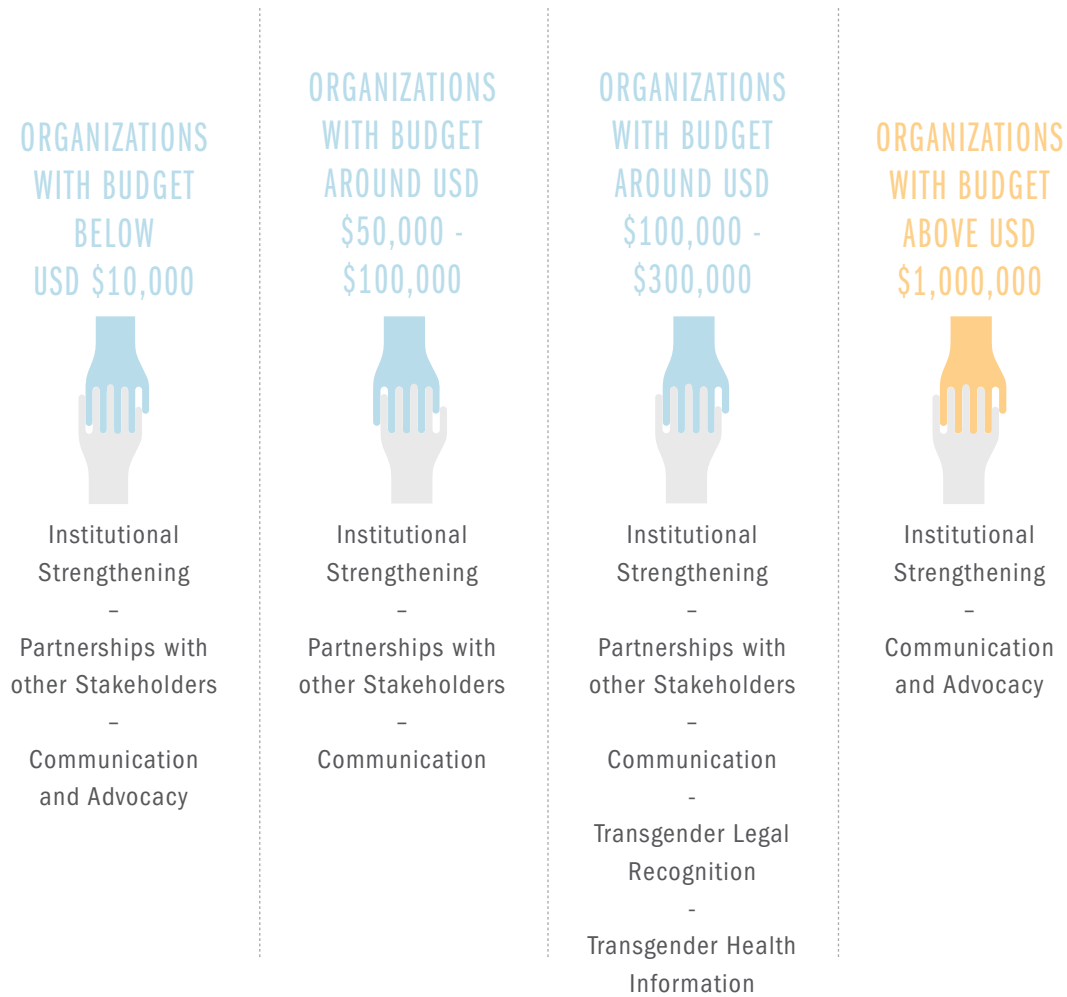 ORGANIZATIONS
WITH BUDGET
BELOW
USD $10,000
Institutional
Strengthening
–
Partnerships with
other Stakeholders
–
Communication
and Advocacy
ORGANIZATIONS
WITH BUDGET
AROUND USD
$50,000 -
$100,000
Institutional
Strengthening
–
Partnerships with
other Stakeholders
–
Communication
ORGANIZATIONS
WITH BUDGET
AROUND USD
$100,000 -
$300,000
Institutional
Strengthening
–
Partnerships with
other Stakeholders
–
Communication
-
Transgender Legal
Recognition
-
Transgender Health
Information
ORGANIZATIONS
WITH BUDGET
ABOVE USD
$1,000,000
Institutional
Strengthening
–
Communication
and Advocacy